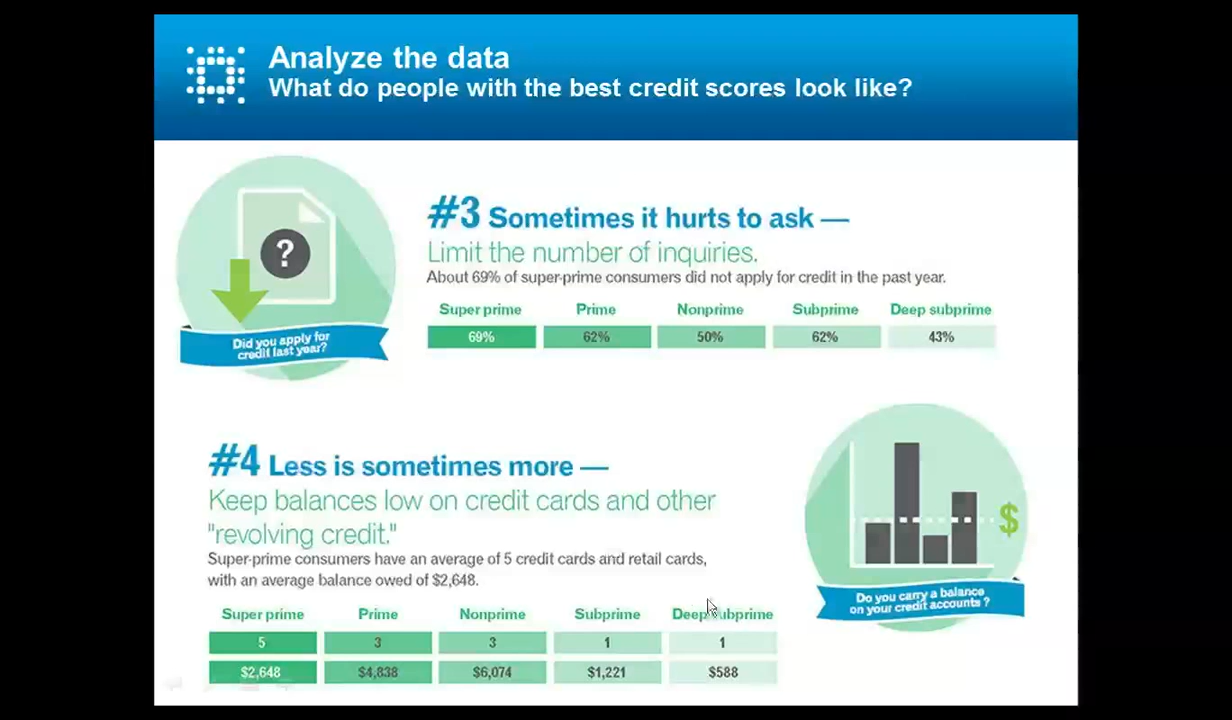 Analyze the data
What do people with the best credit scores look like?
#3 Sometimes it hurts to ask —
Limit the number of inquiries.
About 69% of super-prime consumers did not apply for credit in the past year.
Super prime Prime Nonprime Subprime Deep subprime
69% 62% 50% 62% 43%
?
Did you apply for
credit last year?
#4 Less is sometimes more —
Keep balances low on credit cards and other
"revolving credit."
Super-prime consumers have an average of 5 credit cards and retail cards,
with an average balance owed of $2,648.
Super prime Prime Nonprime Subprime Deep subprime
5 3 3 1 1
$2,648 $4,838 $6,074 $1,221 $588
$
Do you carry a balance
on your credit accounts ?